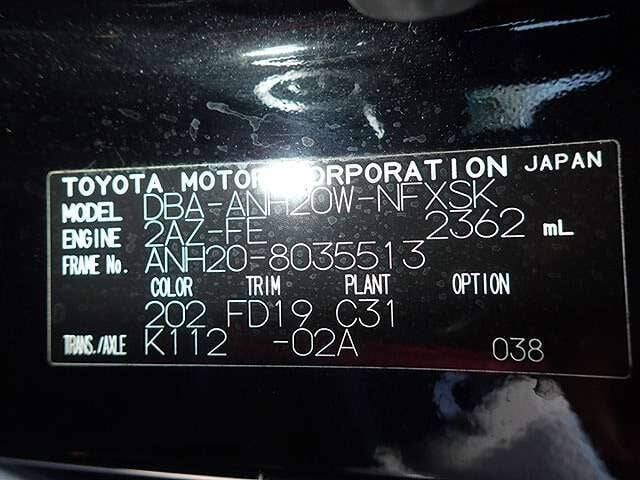 TOYOTA MOTOR CORPORATION JAPAN
MODEL DBA-ANH20W-NFXSK
ENGINE 2AZ-FE 2362 mL
FRAME No. ANH20-8035513
COLOR TRIM PLANT OPTION
202 FD19 C31
TRANS./AXLE K112 -02A 038